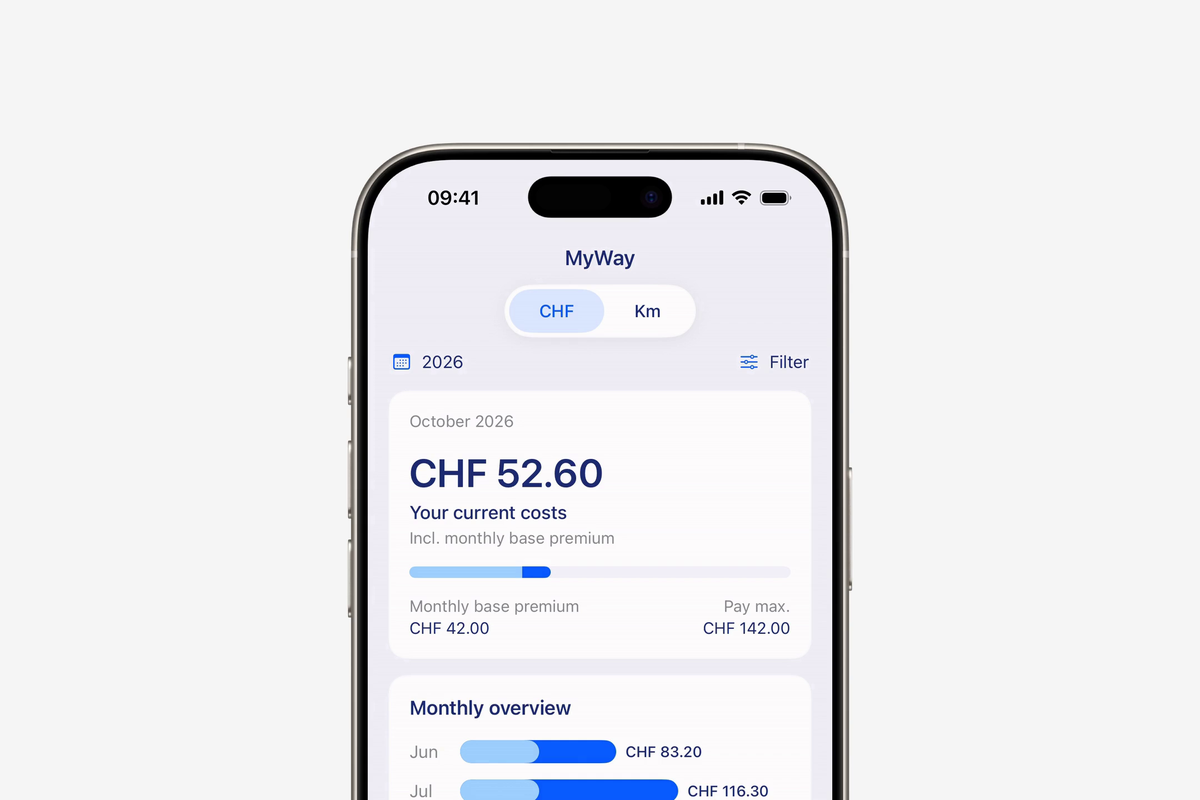 09:41
MyWay
CHF Km
2026 Filter
October 2026
CHF 52.60
Your current costs
Incl. monthly base premium
Monthly base premium Pay max.
CHF 42.00 CHF 142.00
Monthly overview
Jun CHF 83.20
Jul CHF 116.30